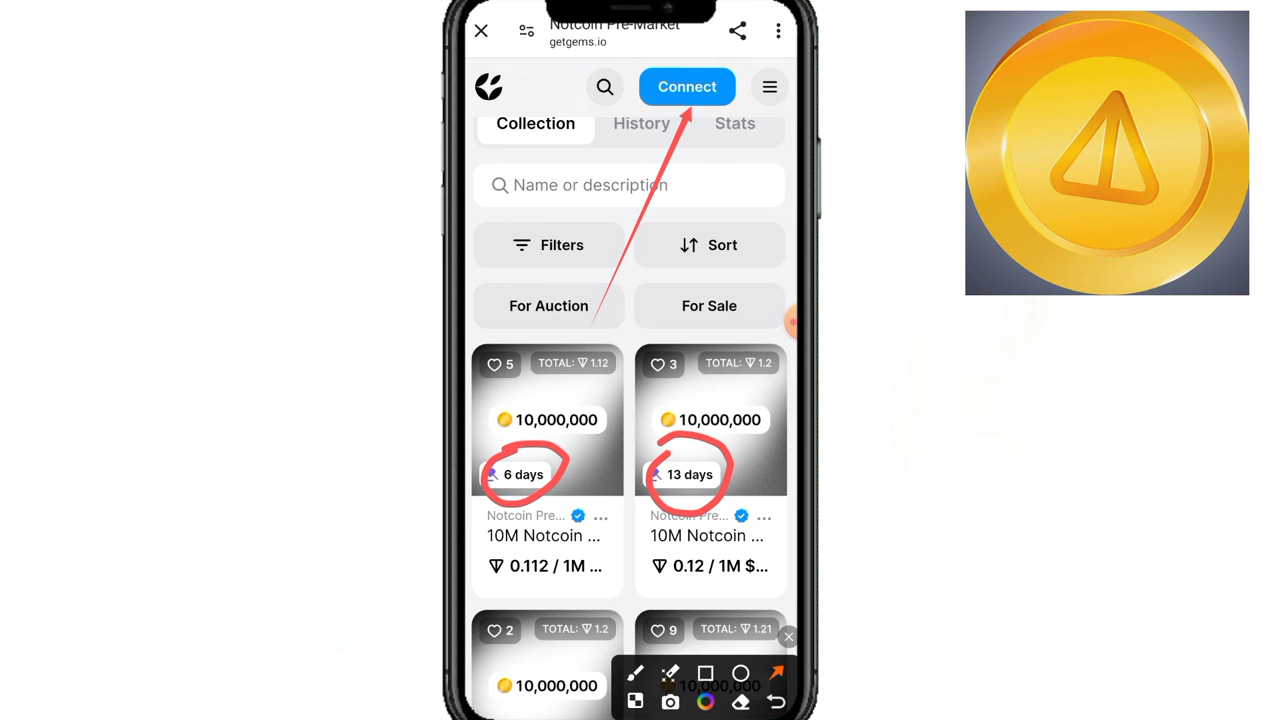 Notcoin Pre-Market
getgems.io
Connect
Collection History Stats
Name or description
Filters Sort
For Auction For Sale
5 TOTAL: 1.12 3 TOTAL: 1.2
10,000,000 10,000,000
6 days 13 days
Notcoin Pre... Notcoin Pre...
10M Notcoin ... 10M Notcoin ...
0.112 / 1M ... 0.12 / 1M $...
2 TOTAL: 1.2 9 TOTAL: 1.21
10,000,000 10,000,000